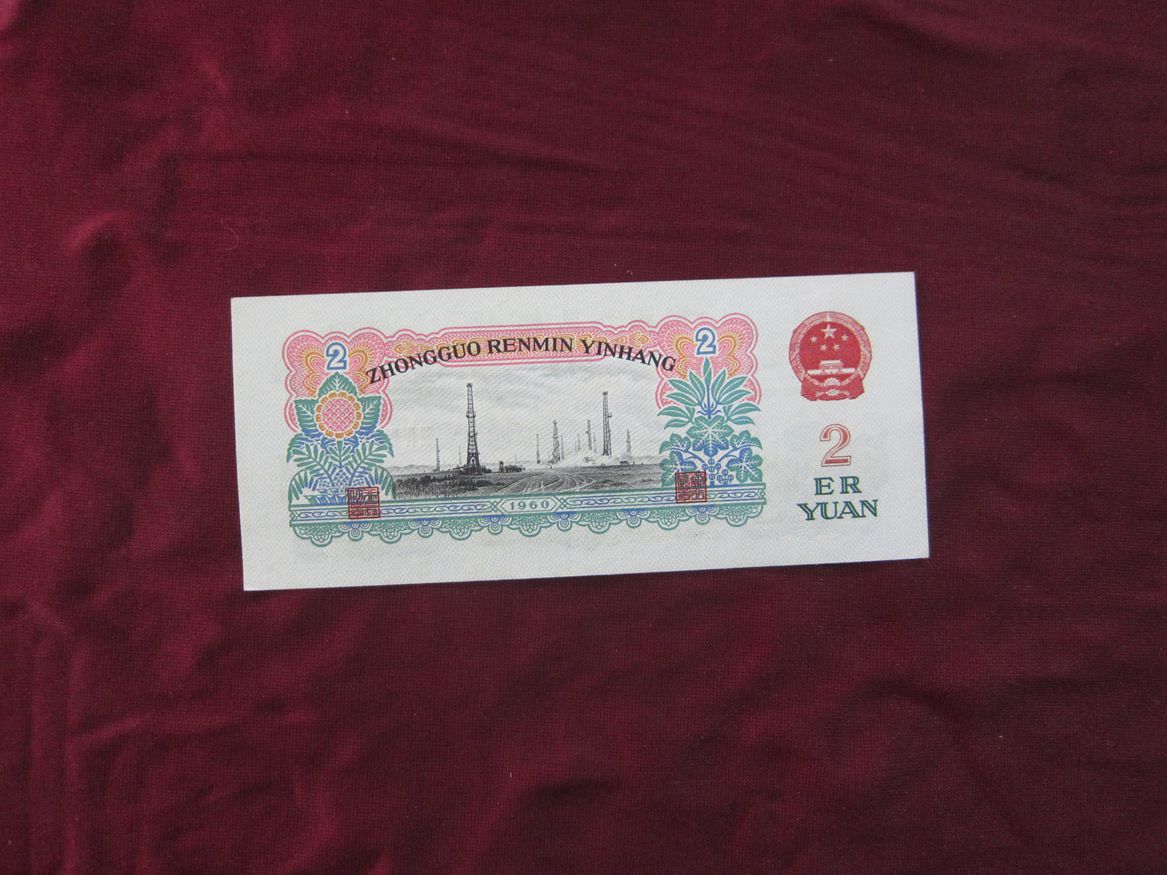 2
ZHONGGUO RENMIN YINHANG
2
2
ER
YUAN
1960